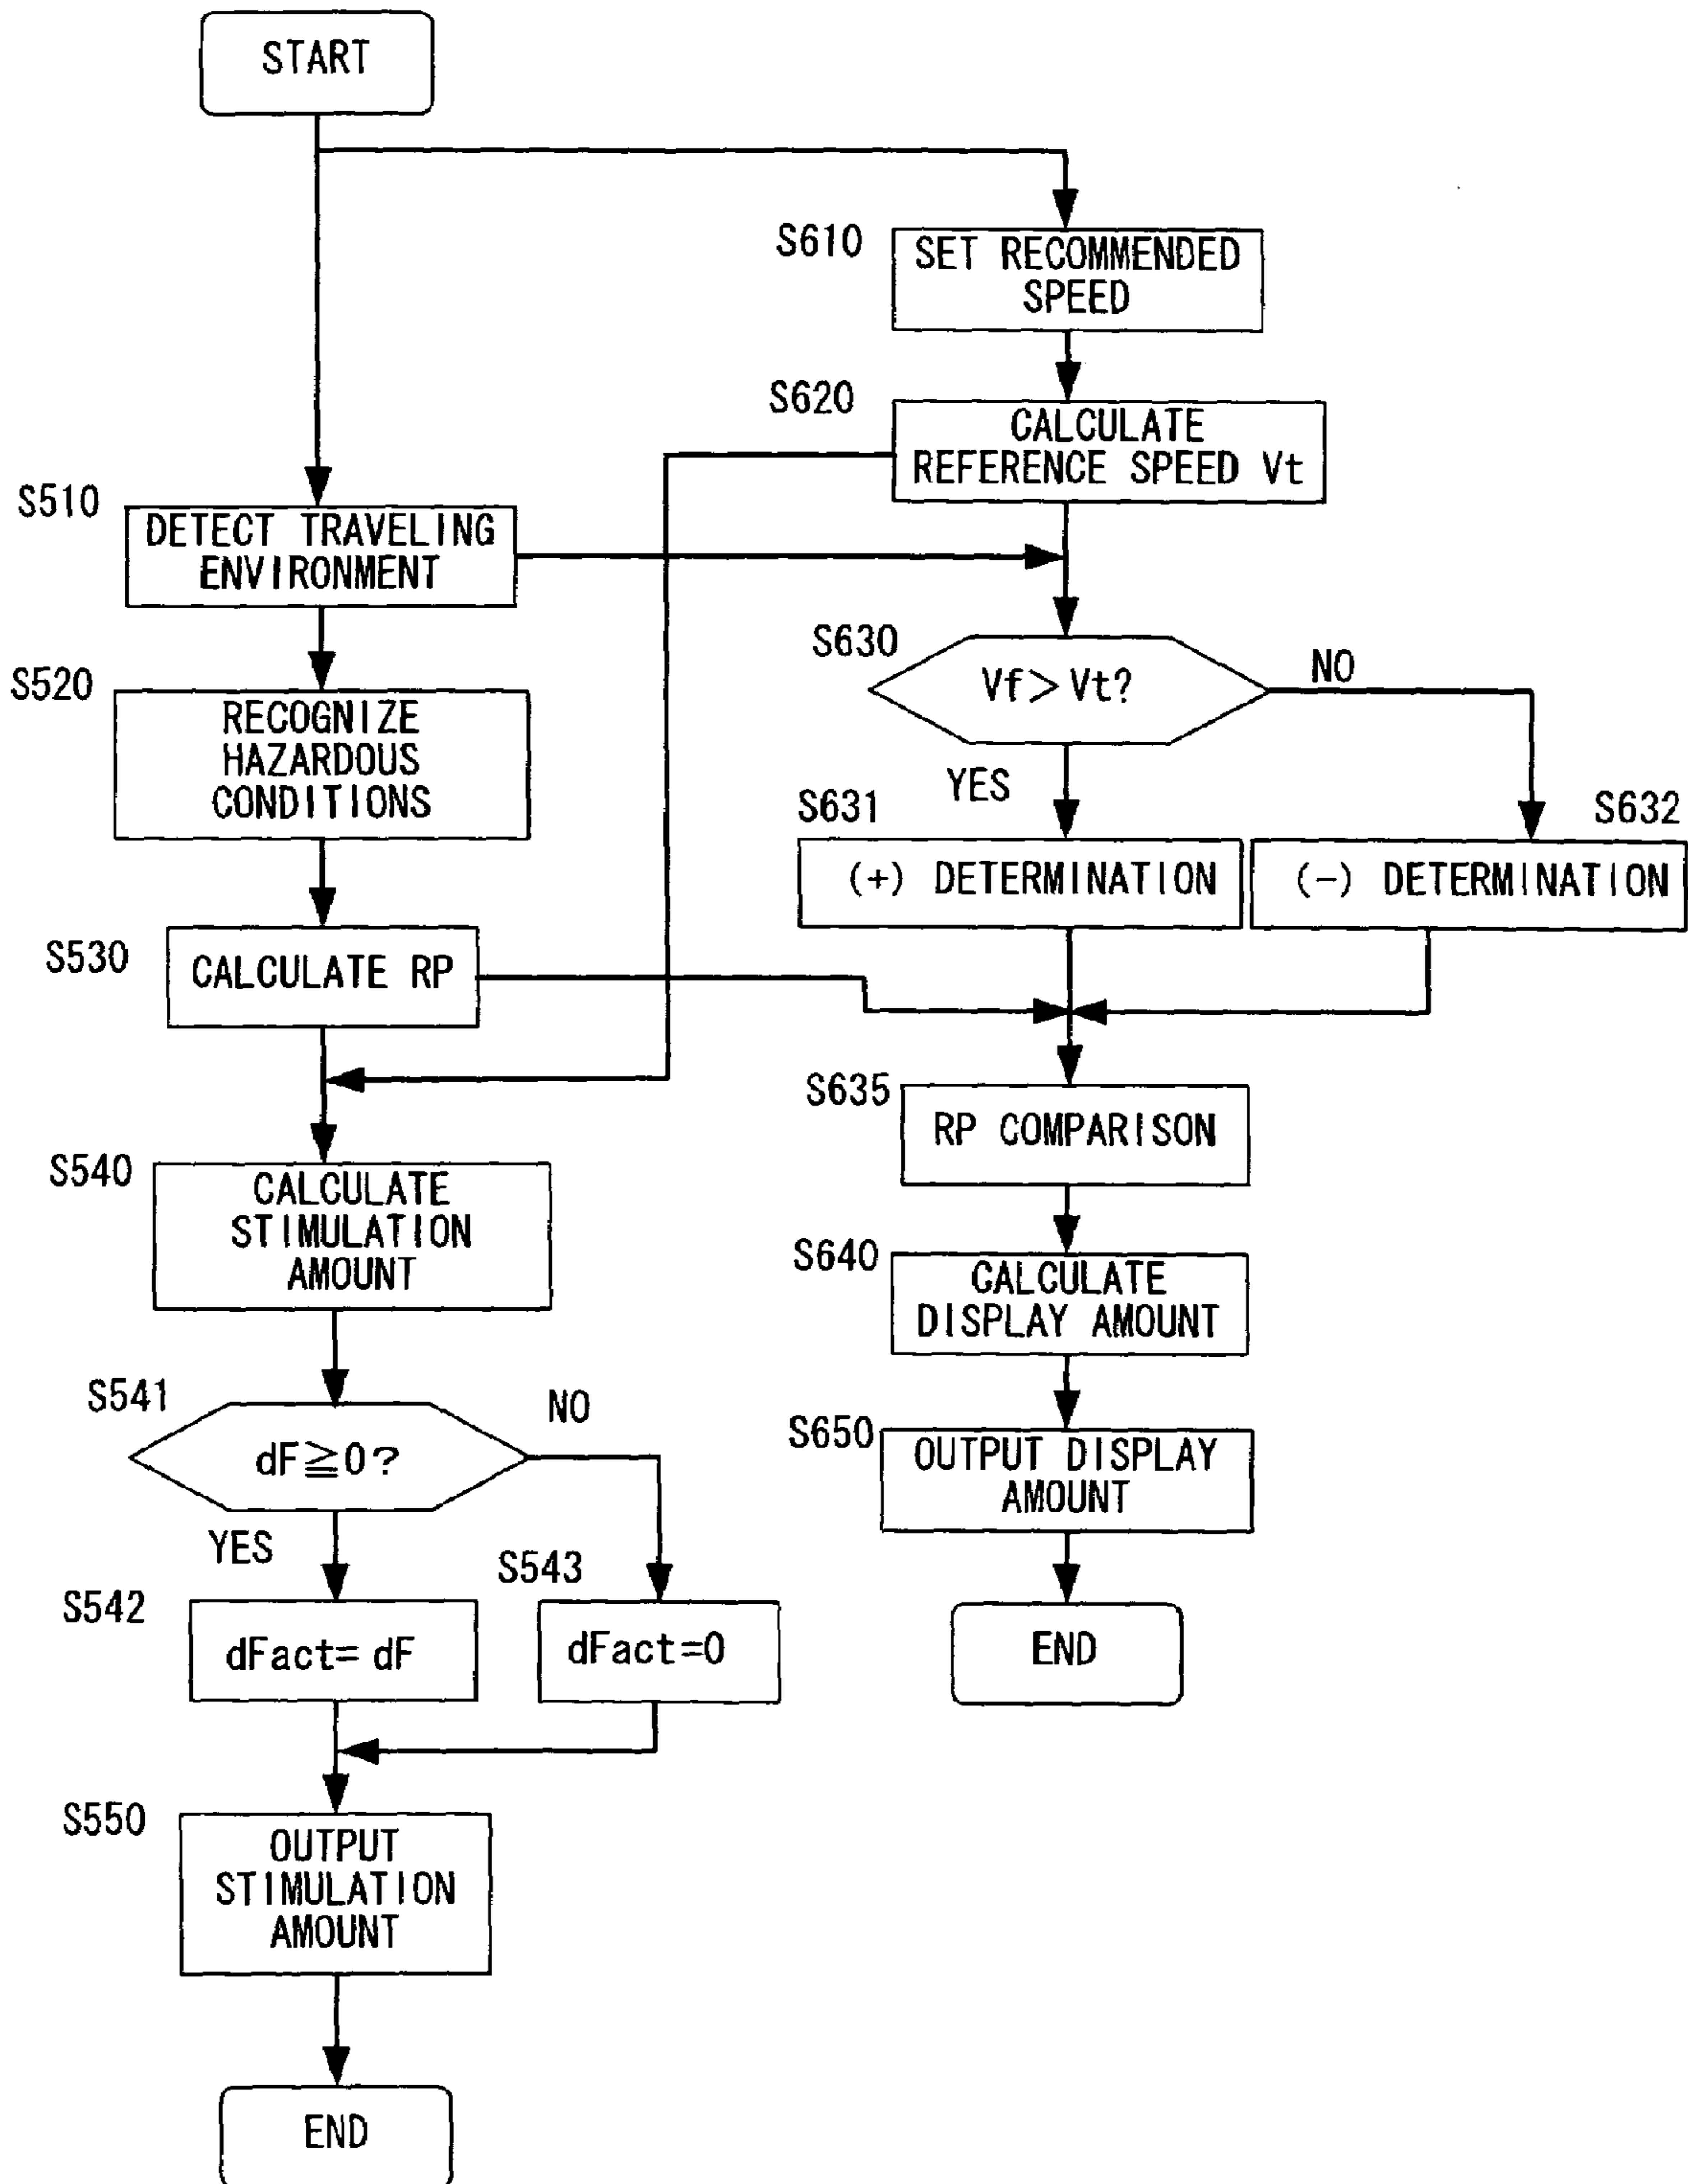 START
S610
SET RECOMMENDED
SPEED
S620
CALCULATE
REFERENCE SPEED Vt
S510
DETECT TRAVELING
ENVIRONMENT
S630
Vf> Vt?
NO
S520
RECOGNIZE
HAZARDOUS
CONDITIONS
YES
S631
S632
(+) DETERMINATION
(-) DETERMINATION
S530
CALCULATE RP
S635
RP COMPARISON
S540
CALCULATE
STIMULATION
AMOUNT
S640
CALCULATE
DISPLAY AMOUNT
S541
NO
dF≧0?
S650
OUTPUT DISPLAY
AMOUNT
YES
S543
S542
dFact= dF
dFact=0
END
S550
OUTPUT
STIMULATION
AMOUNT
END